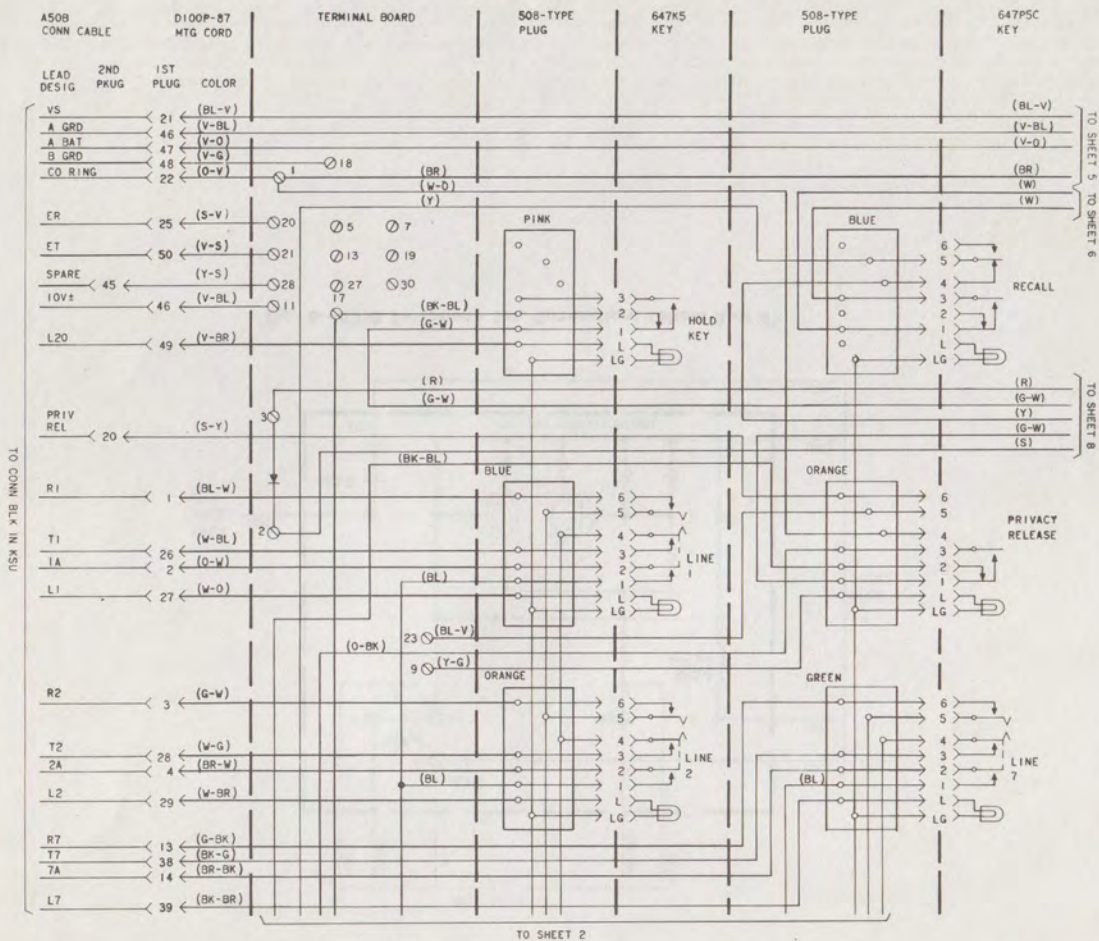 A50B CONN CABLE
D100P-87 MTG CORD
TERMINAL BOARD
508-TYPE PLUG
647K5 KEY
508-TYPE PLUG
647PSC KEY
LEAD DESIG
2ND PKUG
1ST PLUG
COLOR
VS 21 (BL-V) (BL-V)
A GRD 46 (V-BL) (V-BL)
A BAT 47 (V-O) (V-O)
B GRD 48 (V-G) 18
CO RING 22 (O-V) 1 (BR) (BR)
(W-O) (W)
(Y) (W)
TO SHEET 5
TO SHEET 6
ER 25 (S-V) 20 5 7
PINK
BLUE
ET 50 (V-S) 21 13 19
SPARE 45 (Y-S) 28 27 30
10V± 46 (V-BL) 11 17
(BK-BL)
(G-W)
L20 49 (V-BR)
3 2 1 L LG
HOLD KEY
6 5 4 3 2 1 L LG
RECALL
(R) (R)
(G-W) (G-W)
(Y)
(G-W)
(S)
TO SHEET 8
3
PRIV REL 20 (S-Y)
(BK-BL)
BLUE
ORANGE
R1 1 (BL-W)
2
T1 26 (W-BL)
1A 2 (O-W)
(BL)
L1 27 (W-O)
6 5 4 3 2 1 L LG
LINE 1
6 5 4 3 2 1 L LG
PRIVACY RELEASE
23 (BL-V)
(O-BK)
9 (Y-G)
ORANGE
GREEN
R2 3 (G-W)
T2 28 (W-G)
2A 4 (BR-W)
(BL) (BL)
L2 29 (W-BR)
6 5 4 3 2 1 L LG
LINE 2
6 5 4 3 2 1 L LG
LINE 7
R7 13 (G-BK)
T7 38 (BK-G)
7A 14 (BR-BK)
L7 39 (BK-BR)
TO CONN BLK IN KSU
TO SHEET 2